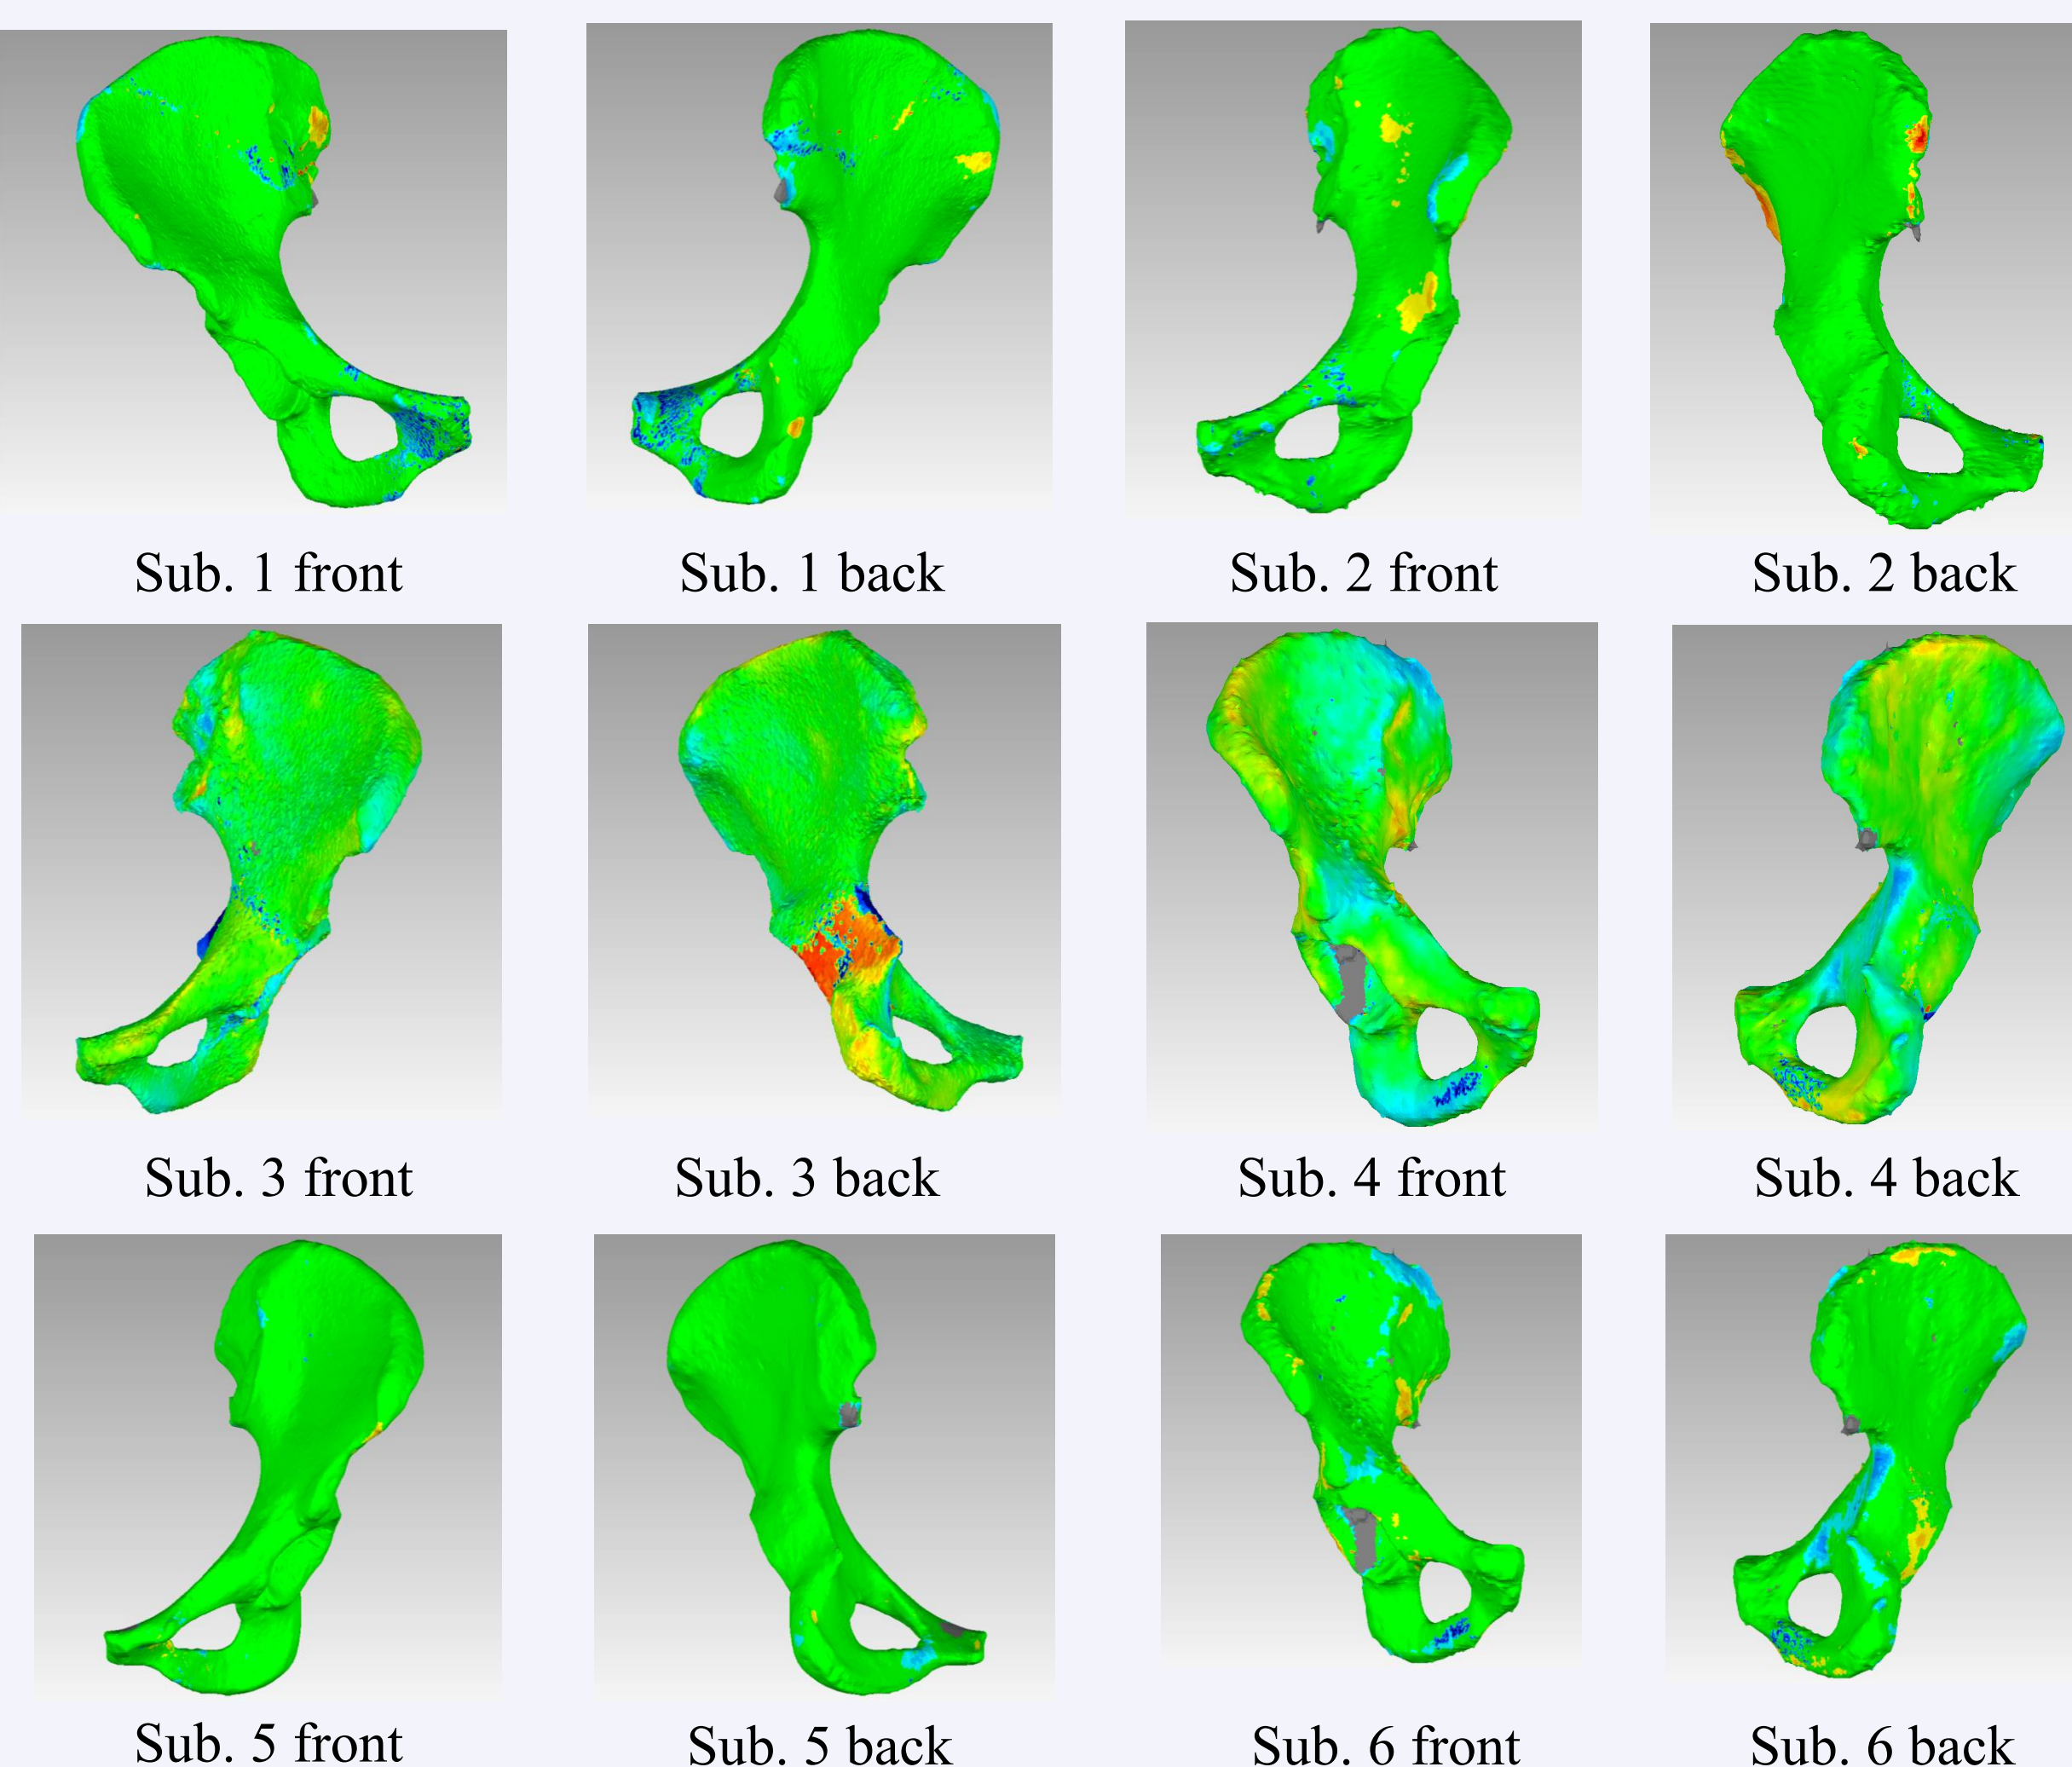 Sub. 1 front
Sub. 1 back
Sub. 2 front
Sub. 2 back
Sub. 3 front
Sub. 3 back
Sub. 4 front
Sub. 4 back
Sub. 5 front
Sub. 5 back
Sub. 6 front
Sub. 6 back